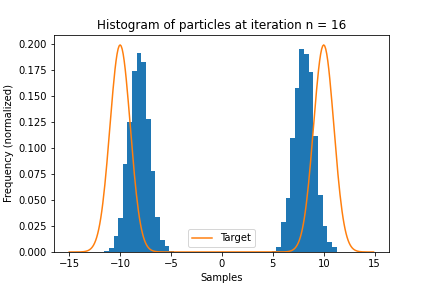 Histogram of particles at iteration n = 16
Frequency (normalized)
0.200
0.175
0.150
0.125
0.100
0.075
0.050
0.025
0.000
Target
−15 −10 −5 0 5 10 15
Samples